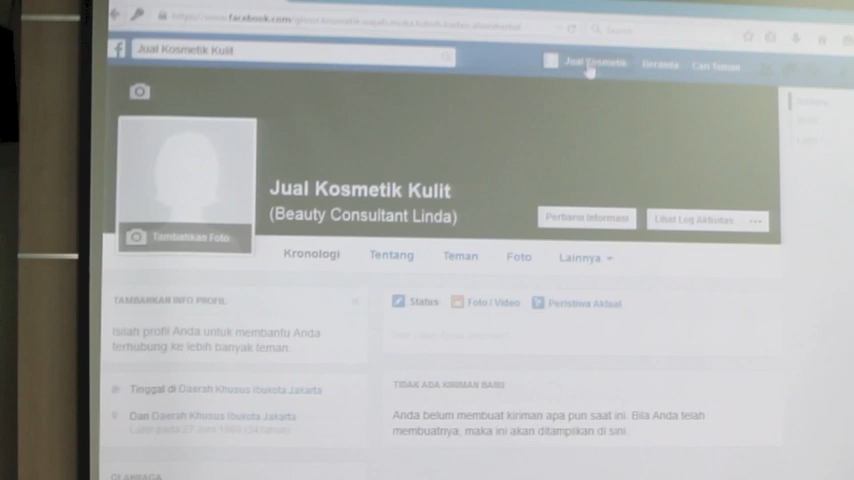 f
Jual Kosmetik Kulit
Search
Jual Kosmetik Beranda Cari Teman
Jual Kosmetik Kulit
(Beauty Consultant Linda)
Perbarui Informasi
Lihat Log Aktivitas ...
Tambahkan Foto
Kronologi Tentang Teman Foto Lainnya
TAMBAHKAN INFO PROFIL
Isilah profil Anda untuk membantu Anda
terhubung ke lebih banyak teman.
Tinggal di Daerah Khusus Ibukota Jakarta
Dari Daerah Khusus Ibukota Jakarta
OLAHRAGA
Status Foto / Video Peristiwa Aktual
TIDAK ADA KIRIMAN BARU
Anda belum membuat kiriman apa pun saat ini. Bila Anda telah
membuatnya, maka ini akan ditampilkan di sini.